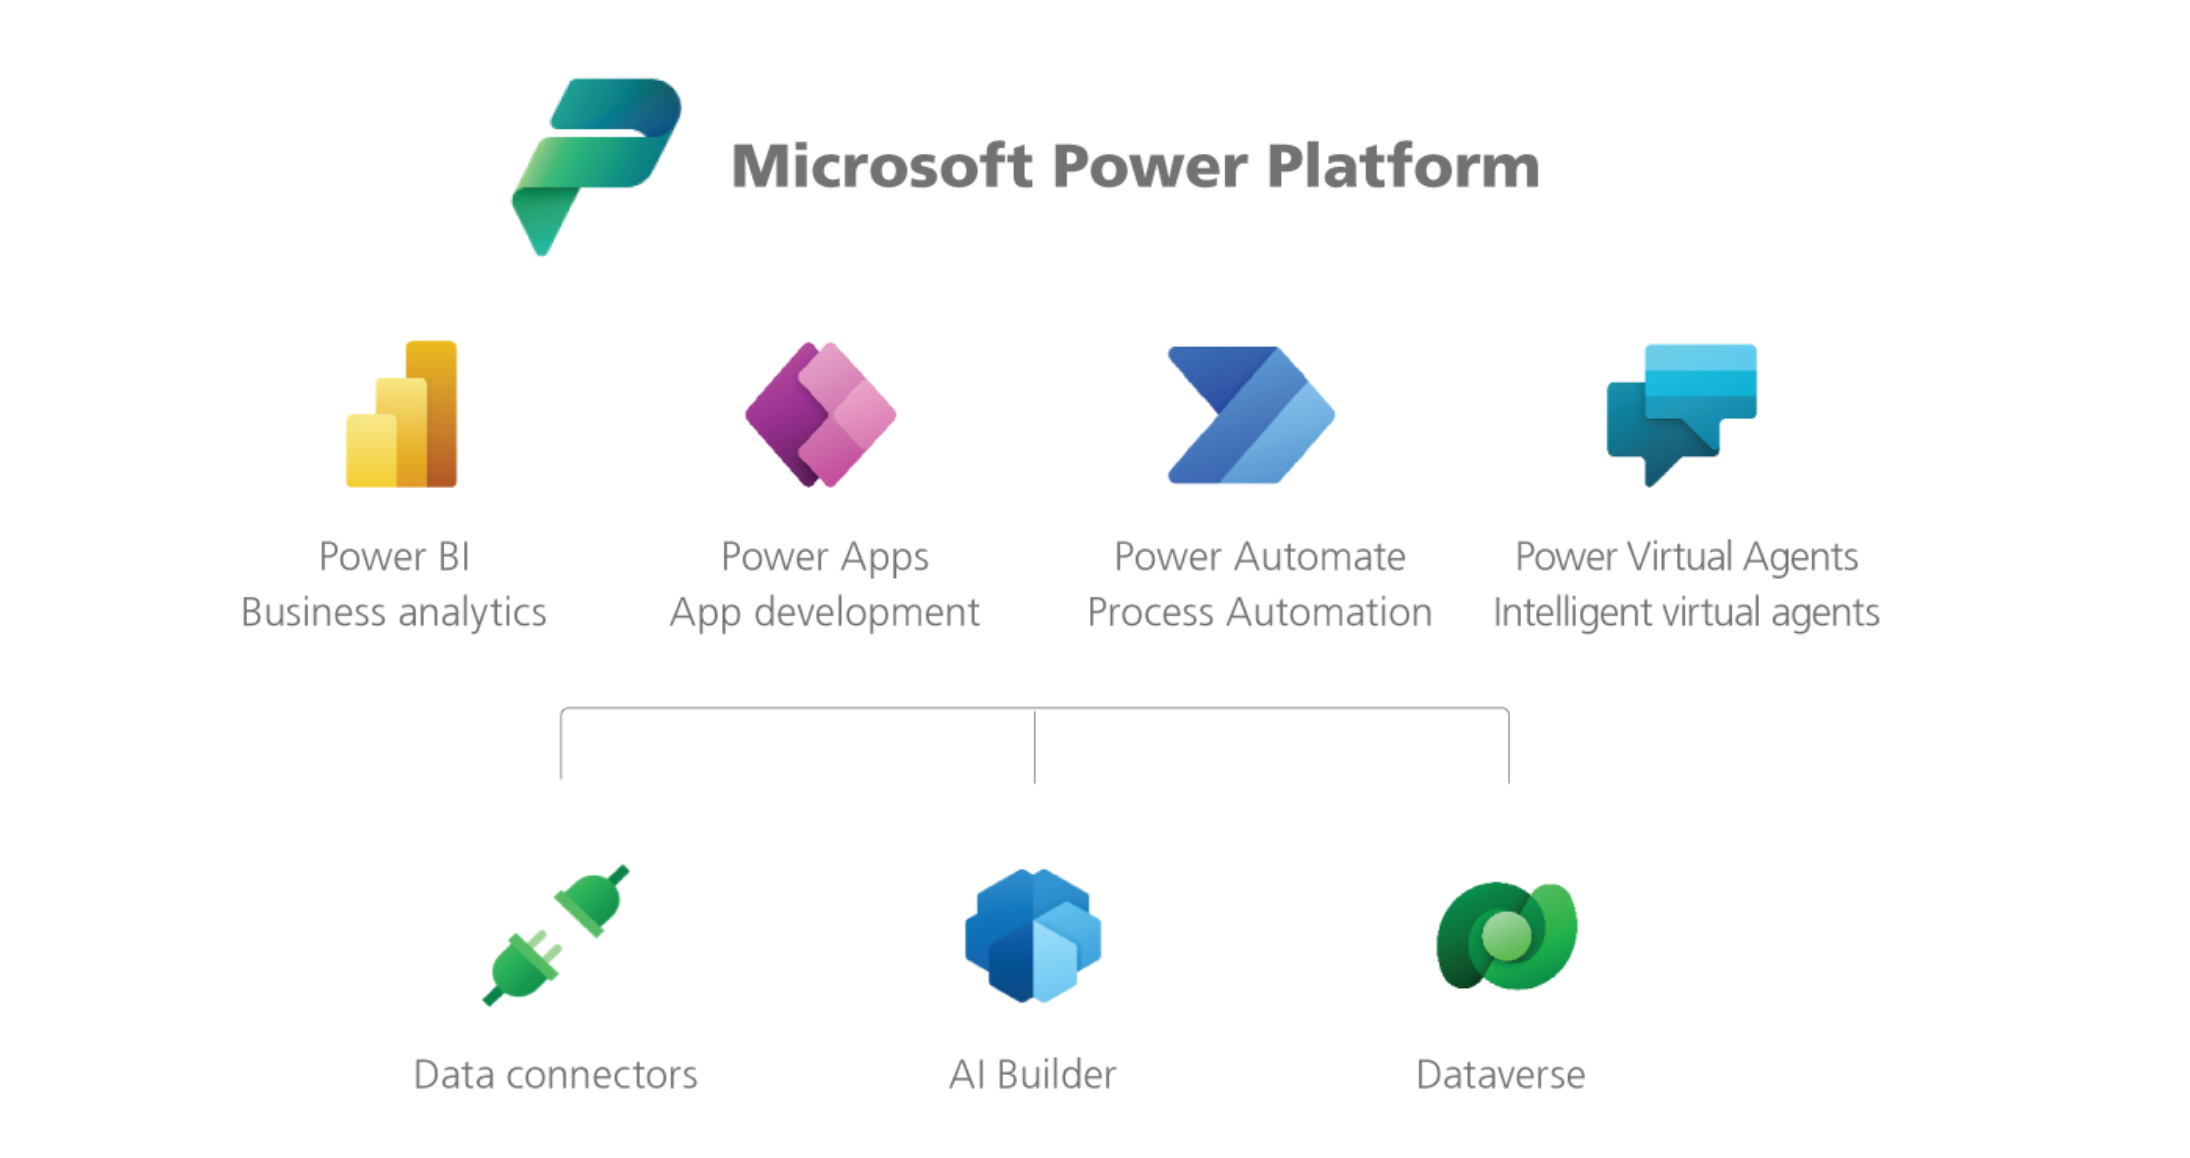 Microsoft Power Platform
Power BI
Business analytics
Power Apps
App development
Power Automate
Process Automation
Power Virtual Agents
Intelligent virtual agents
Data connectors
AI Builder
Dataverse